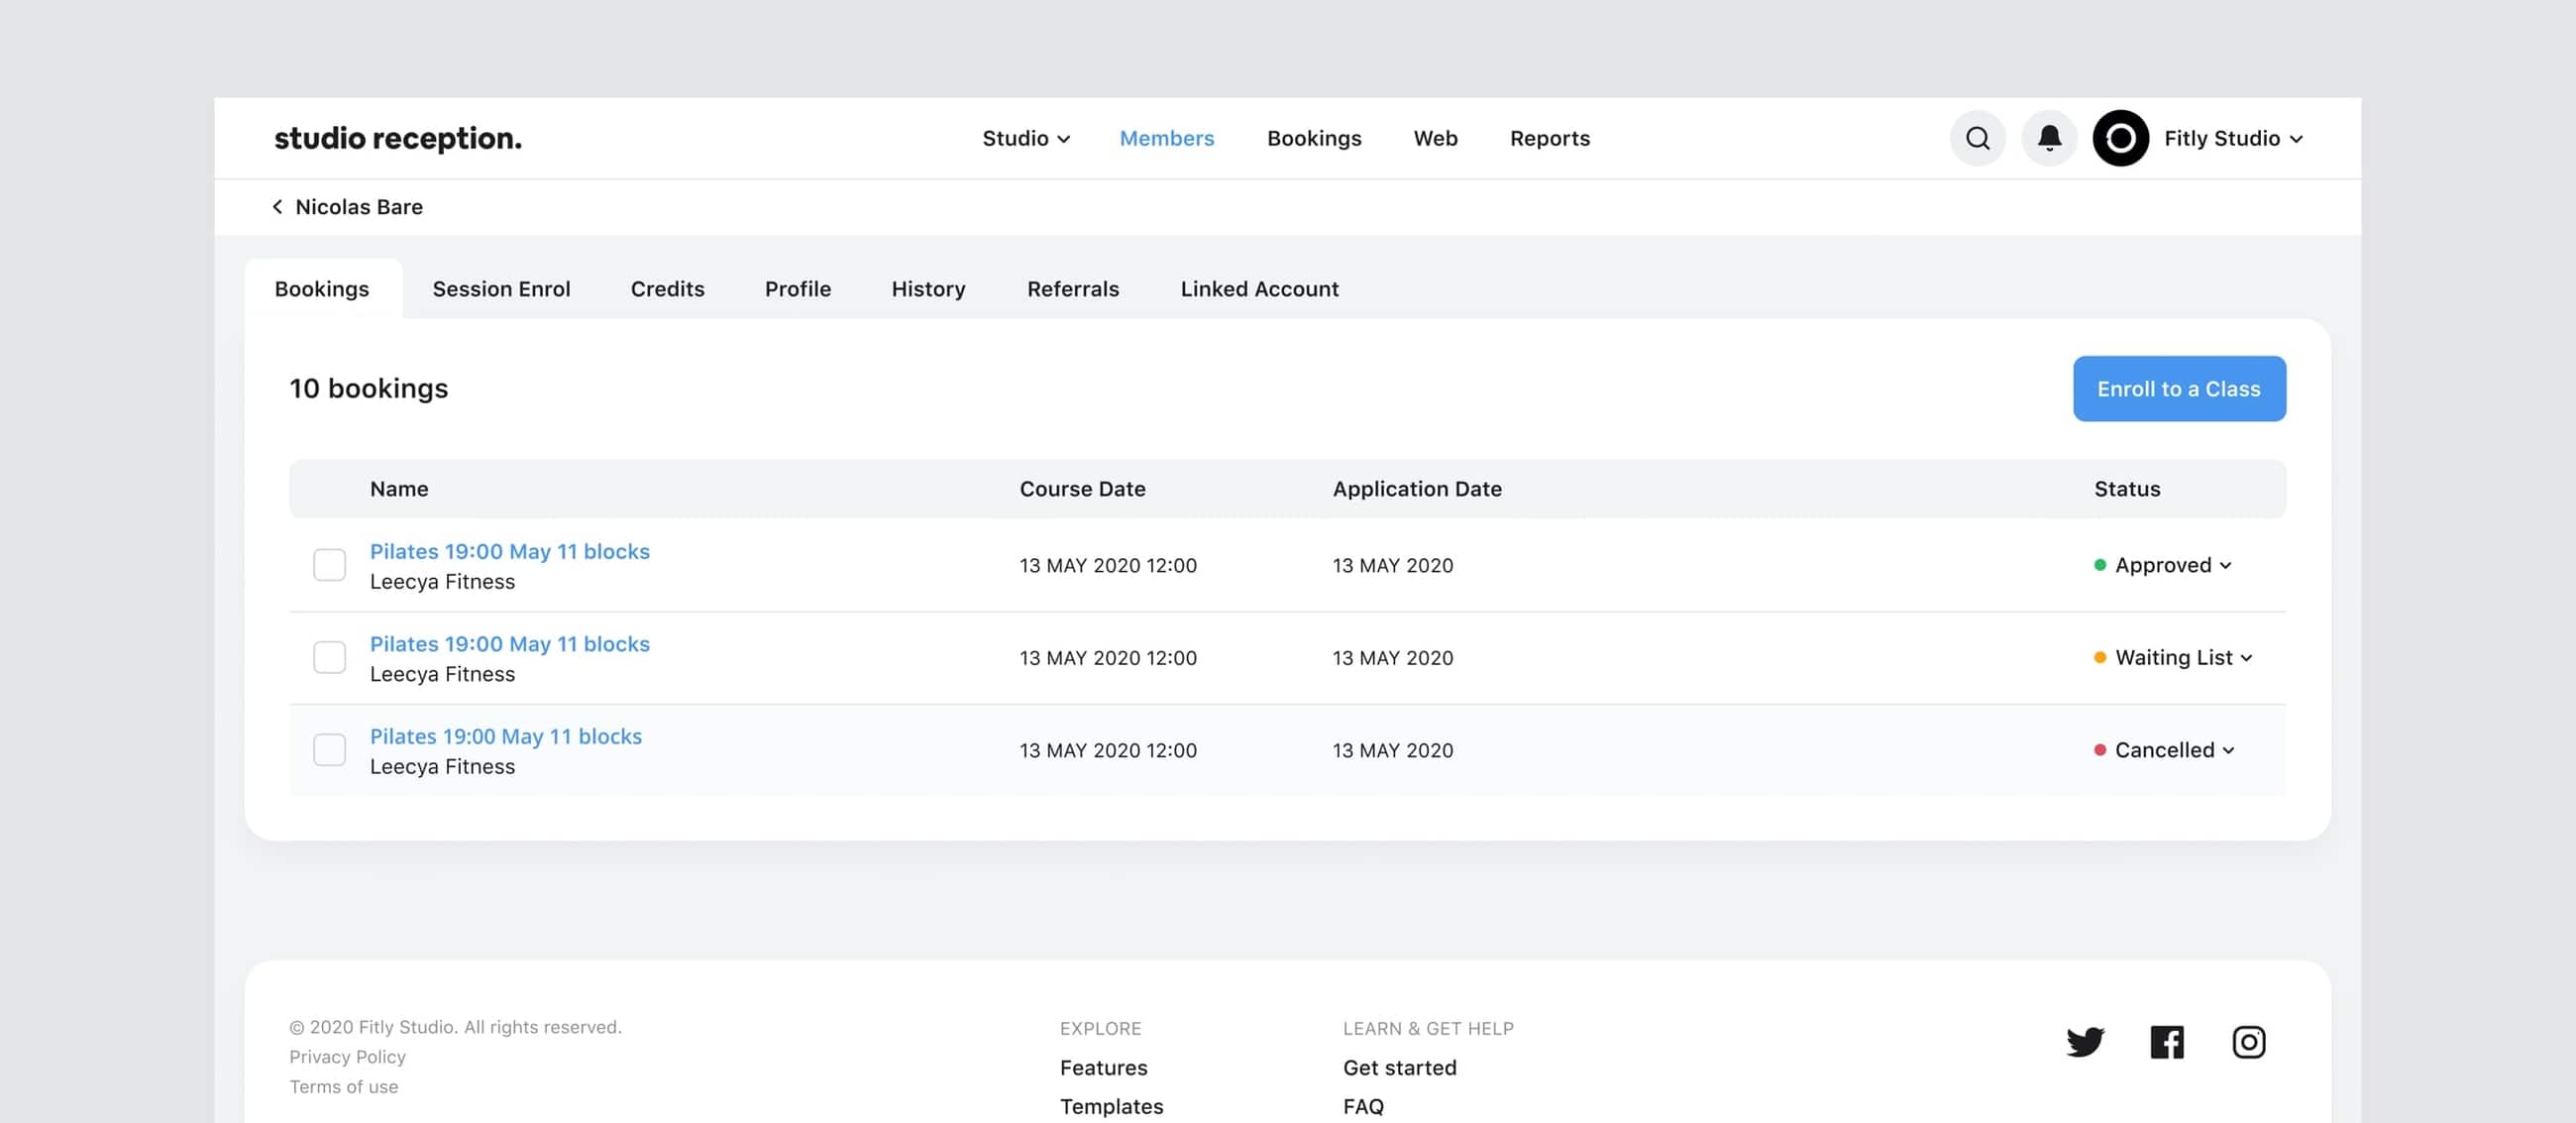 studio reception.
Studio
Members
Bookings
Web
Reports
Fitly Studio
Nicolas Bare
Bookings
Session Enrol
Credits
Profile
History
Referrals
Linked Account
10 bookings
Enroll to a Class
Name
Course Date
Application Date
Status
Pilates 19:00 May 11 blocks
Leecya Fitness
13 MAY 2020 12:00
13 MAY 2020
Approved
Pilates 19:00 May 11 blocks
Leecya Fitness
13 MAY 2020 12:00
13 MAY 2020
Waiting List
Pilates 19:00 May 11 blocks
Leecya Fitness
13 MAY 2020 12:00
13 MAY 2020
Cancelled
© 2020 Fitly Studio. All rights reserved.
Privacy Policy
Terms of use
EXPLORE
Features
Templates
LEARN & GET HELP
Get started
FAQ